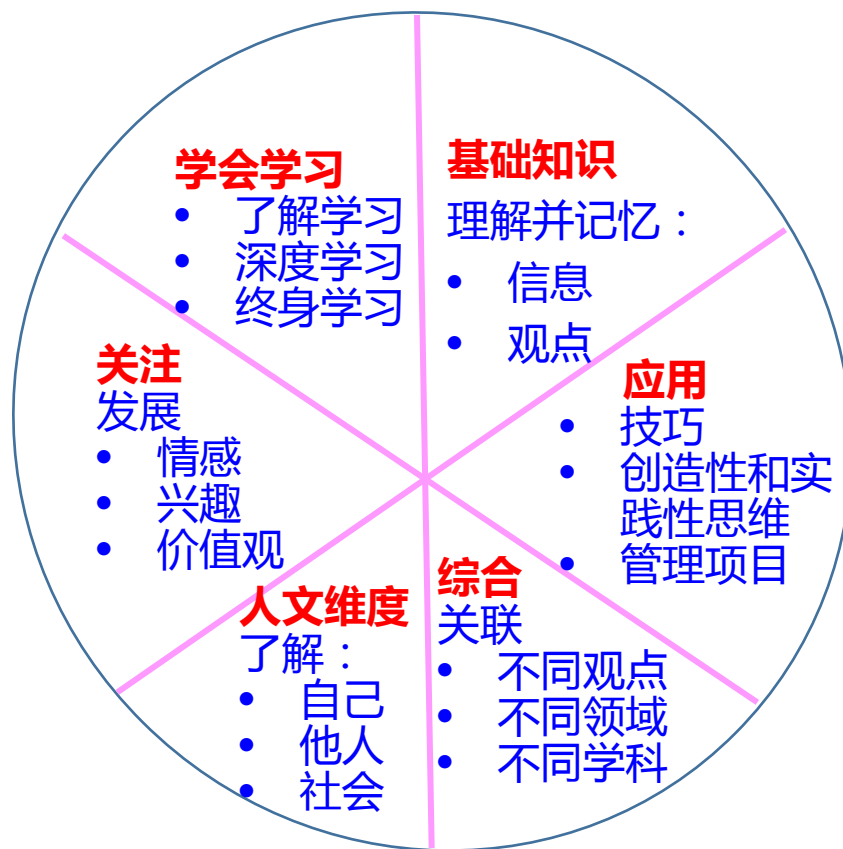 学会学习
• 了解学习
• 深度学习
• 终身学习
基础知识
理解并记忆：
• 信息
• 观点
应用
• 技巧
• 创造性和实
践性思维
• 管理项目
综合
关联
• 不同观点
• 不同领域
• 不同学科
人文维度
了解：
• 自己
• 他人
• 社会
关注
发展
• 情感
• 兴趣
• 价值观